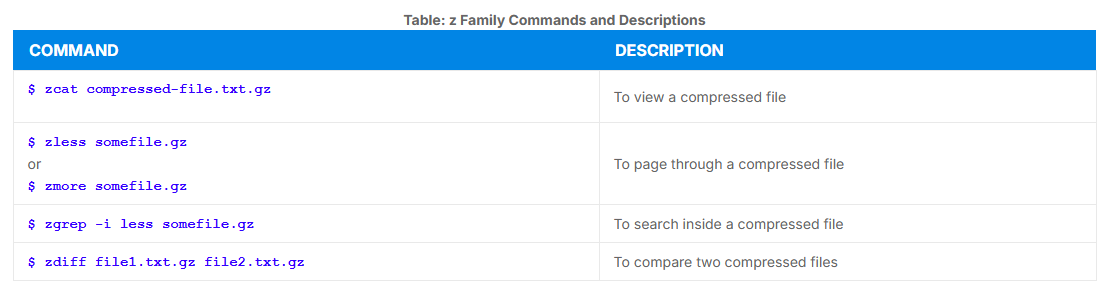 Table: z Family Commands and Descriptions
COMMAND DESCRIPTION
$ zcat compressed-file.txt.gz To view a compressed file
$ zless somefile.gz
or To page through a compressed file
$ zmore somefile.gz
$ zgrep -i less somefile.gz To search inside a compressed file
$ zdiff file1.txt.gz file2.txt.gz To compare two compressed files